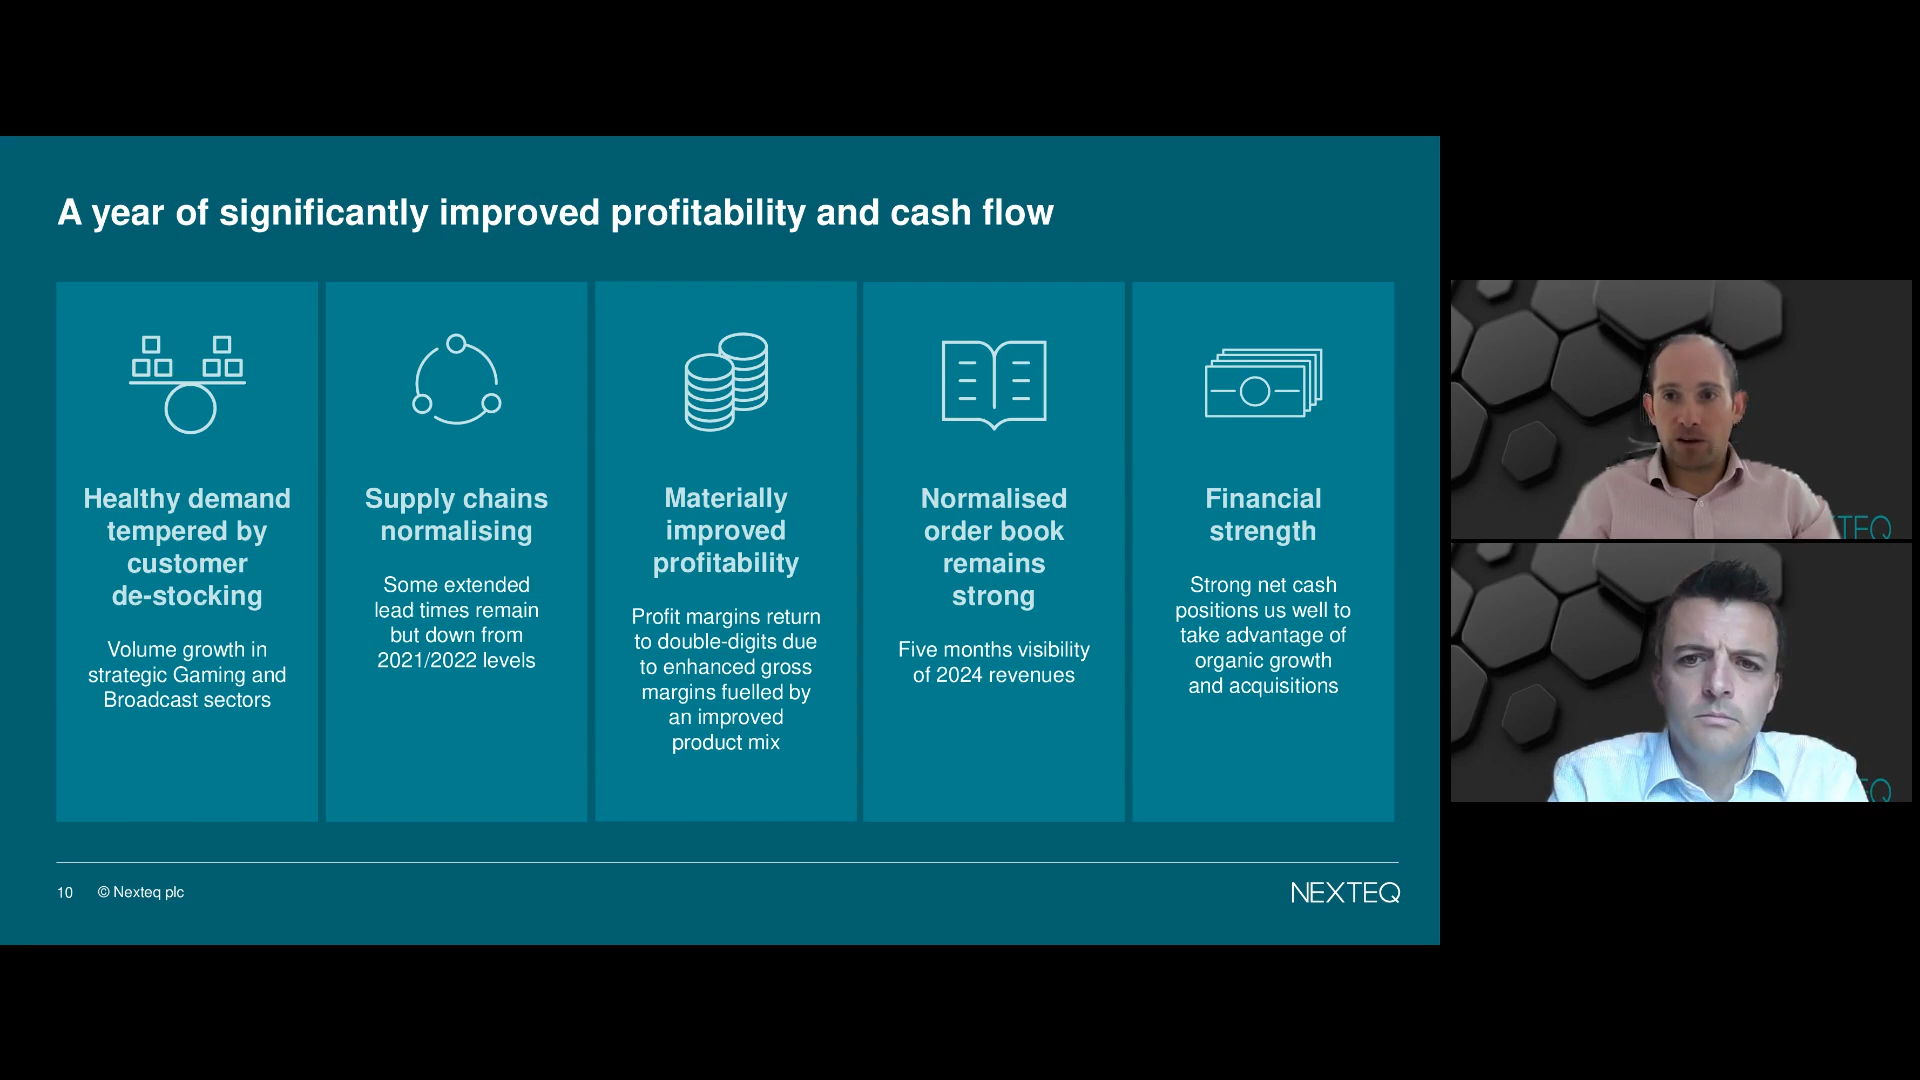 A year of significantly improved profitability and cash flow
Healthy demand
tempered by
customer
de-stocking
Volume growth in
strategic Gaming and
Broadcast sectors
Supply chains
normalising
Some extended
lead times remain
but down from
2021/2022 levels
Materially
improved
profitability
Profit margins return
to double-digits due
to enhanced gross
margins fuelled by
an improved
product mix
Normalised
order book
remains
strong
Five months visibility
of 2024 revenues
Financial
strength
Strong net cash
positions us well to
take advantage of
organic growth
and acquisitions
10 © Nexteq plc
NEXTEQ
TEQ
EQ